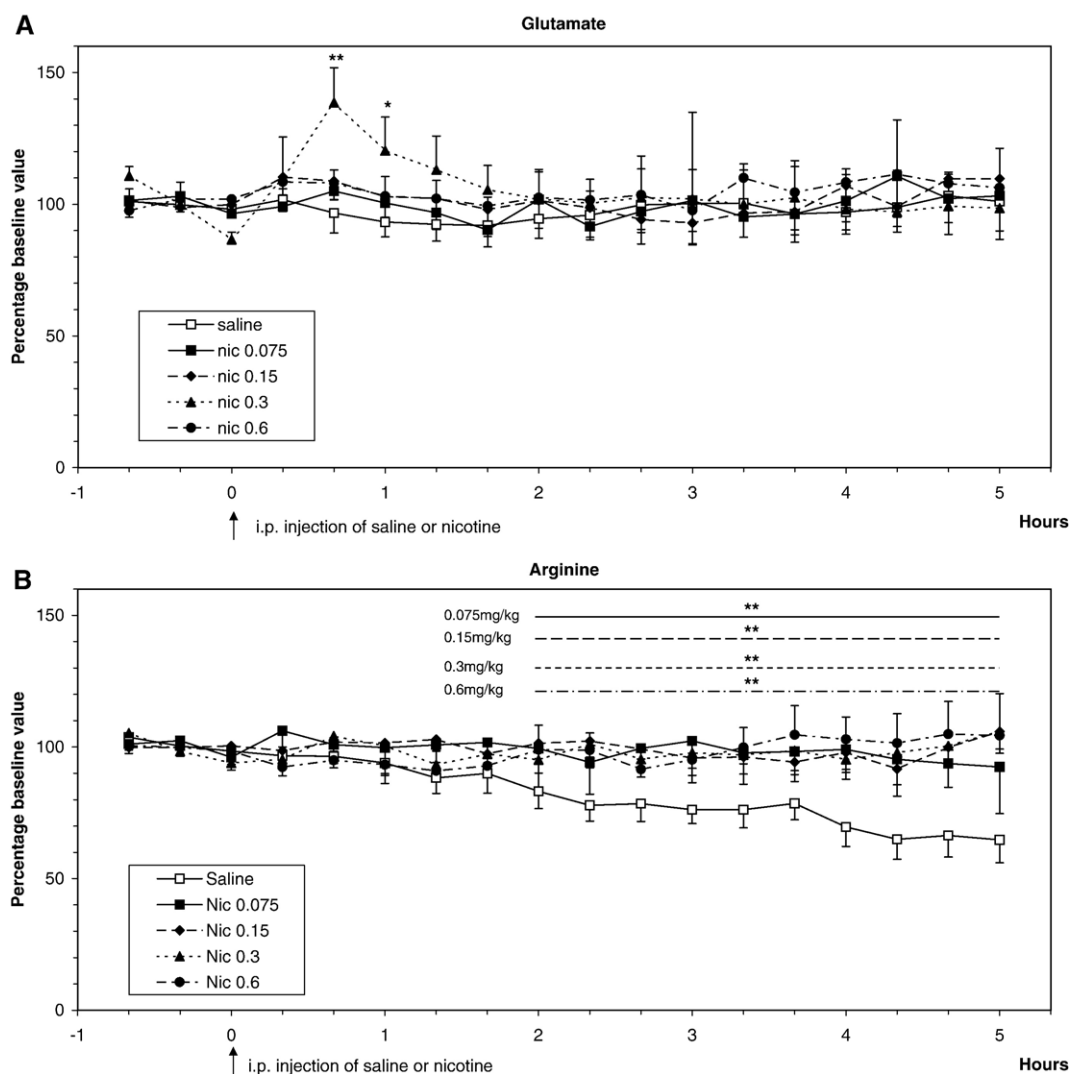 A
Glutamate
Percentage baseline value
150
100
50
0
** 
*
saline
nic 0.075
nic 0.15
nic 0.3
nic 0.6
-1 0 1 2 3 4 5
i.p. injection of saline or nicotine
Hours
B
Arginine
Percentage baseline value
150
100
50
0
0.075mg/kg **
0.15mg/kg **
0.3mg/kg **
0.6mg/kg **
Saline
Nic 0.075
Nic 0.15
Nic 0.3
Nic 0.6
-1 0 1 2 3 4 5
i.p. injection of saline or nicotine
Hours